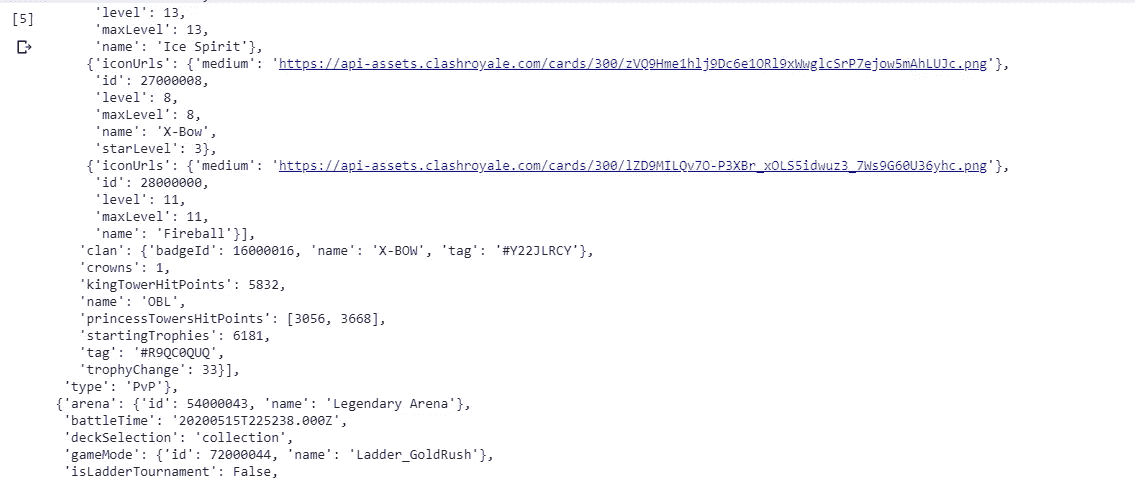 [5]
'level': 13,
'maxLevel': 13,
'name': 'Ice Spirit'},
{'iconUrls': {'medium': 'https://api-assets.clashroyale.com/cards/300/zVQ9Hme1hlj9Dc6e1ORl9xWwglcSrP7ejow5mAhLUJc.png'},
'id': 27000008,
'level': 8,
'maxLevel': 8,
'name': 'X-Bow',
'starLevel': 3},
{'iconUrls': {'medium': 'https://api-assets.clashroyale.com/cards/300/lZD9MILQv7O-P3XBr_xOLS5idwuz3_7Ws9G60U36yhc.png'},
'id': 28000000,
'level': 11,
'maxLevel': 11,
'name': 'Fireball'}],
'clan': {'badgeId': 16000016, 'name': 'X-BOW', 'tag': '#Y22JLRCY'},
'crowns': 1,
'kingTowerHitPoints': 5832,
'name': 'OBL',
'princessTowersHitPoints': [3056, 3668],
'startingTrophies': 6181,
'tag': '#R9QC0QUQ',
'trophyChange': 33}],
'type': 'PvP'},
{'arena': {'id': 54000043, 'name': 'Legendary Arena'},
'battleTime': '20200515T225238.000Z',
'deckSelection': 'collection',
'gameMode': {'id': 72000044, 'name': 'Ladder_GoldRush'},
'isLadderTournament': False,